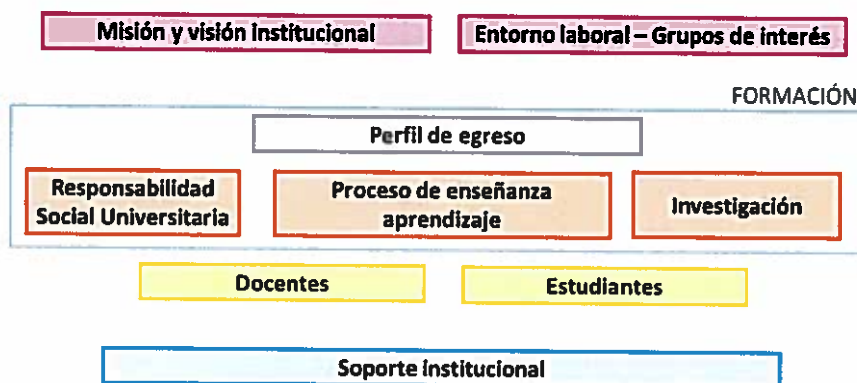 Misión y visión institucional
Entorno laboral – Grupos de interés
FORMACIÓN
Perfil de egreso
Responsabilidad
Social Universitaria
Proceso de enseñanza
aprendizaje
Investigación
Docentes
Estudiantes
Soporte institucional